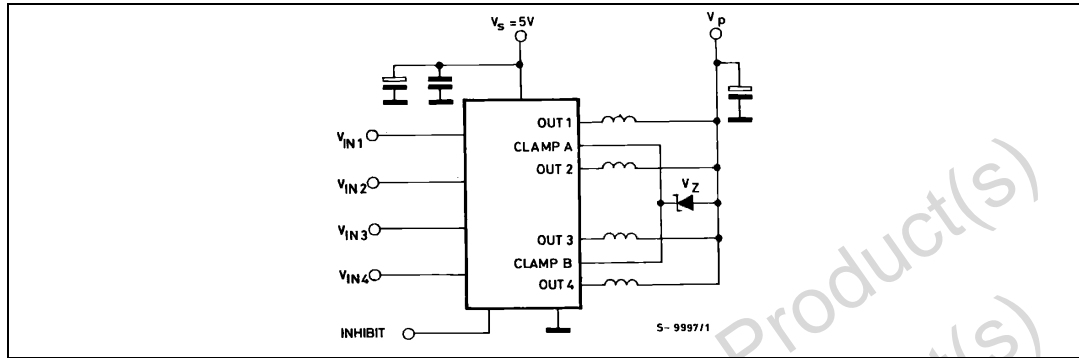 Vs = 5V
Vp
VIN1
VIN2
VIN3
VIN4
INHIBIT
OUT 1
CLAMP A
OUT 2
VZ
OUT 3
CLAMP B
OUT 4
S- 9997/1
Product(s)
(s)